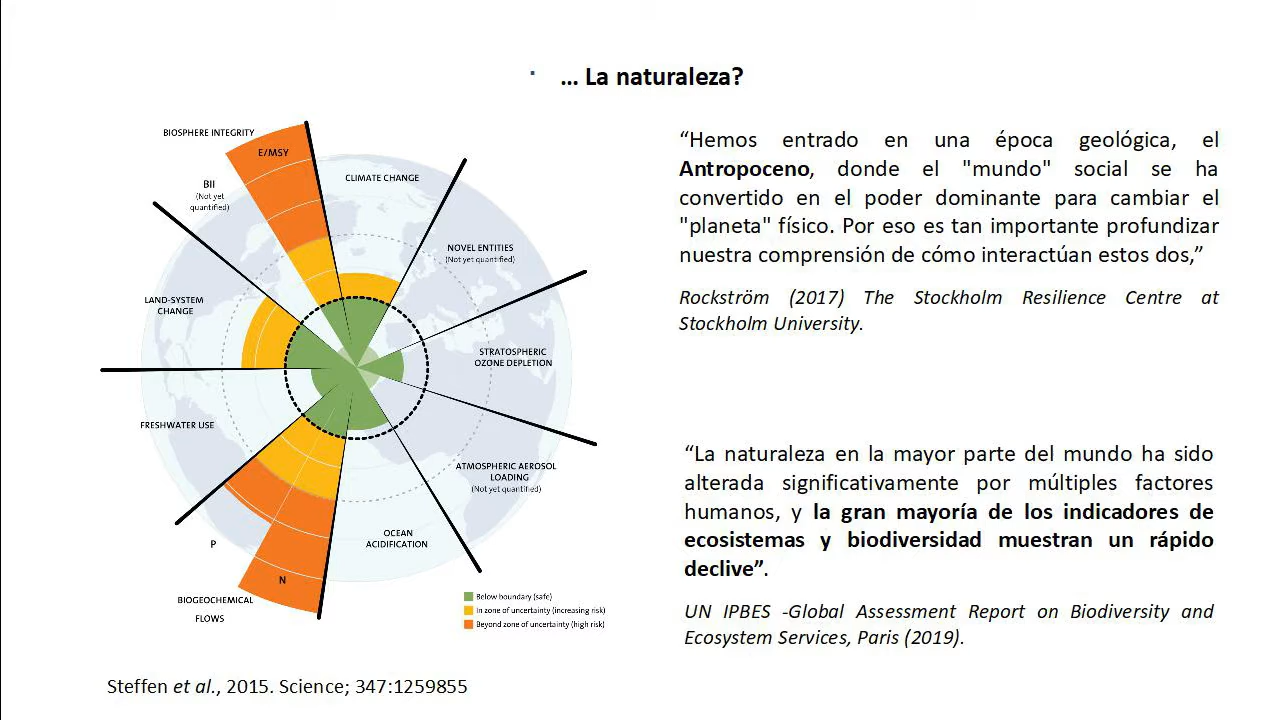 … La naturaleza?
BIOSPHERE INTEGRITY
E/MSY
BII
(Not yet
quantified)
CLIMATE CHANGE
NOVEL ENTITIES
(Not yet quantified)
LAND-SYSTEM
CHANGE
STRATOSPHERIC
OZONE DEPLETION
FRESHWATER USE
ATMOSPHERIC AEROSOL
LOADING
(Not yet quantified)
OCEAN
ACIDIFICATION
P
N
BIOGEOCHEMICAL
FLOWS
Below boundary (safe)
In zone of uncertainty (increasing risk)
Beyond zone of uncertainty (high risk)
Steffen et al., 2015. Science; 347:1259855
“Hemos entrado en una época geológica, el
Antropoceno, donde el "mundo" social se ha
convertido en el poder dominante para cambiar el
"planeta" físico. Por eso es tan importante profundizar
nuestra comprensión de cómo interactúan estos dos,”
Rockström (2017) The Stockholm Resilience Centre at
Stockholm University.
“La naturaleza en la mayor parte del mundo ha sido
alterada significativamente por múltiples factores
humanos, y la gran mayoría de los indicadores de
ecosistemas y biodiversidad muestran un rápido
declive”.
UN IPBES -Global Assessment Report on Biodiversity and
Ecosystem Services, Paris (2019).